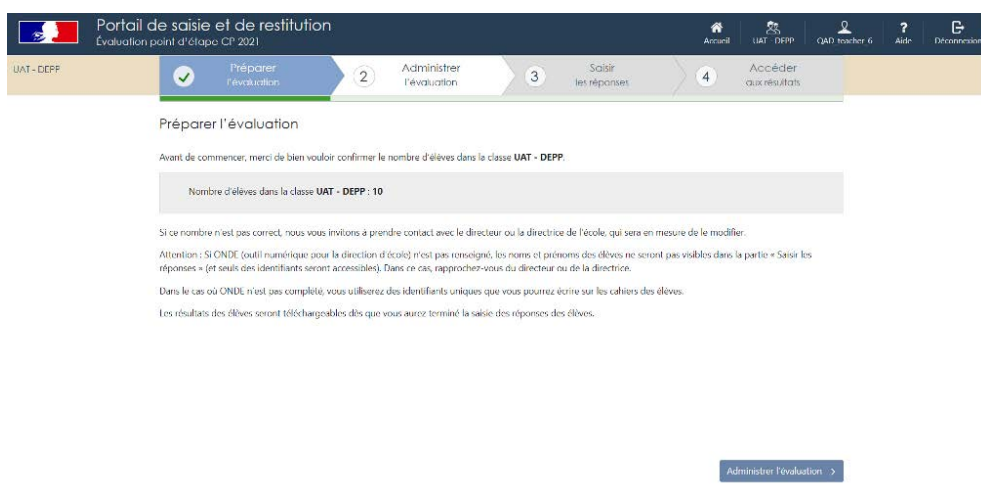 Portail de saisie et de restitution
Évaluation point d'étape CP 2021
Accueil
UAT - DEPP
QAD teacher 6
? Aide
Déconnexion
UAT - DEPP
Préparer
l'évaluation
2 Administrer
l'évaluation
3 Saisir
les réponses
4 Accéder
aux résultats
Préparer l'évaluation
Avant de commencer, merci de bien vouloir confirmer le nombre d'élèves dans la classe UAT - DEPP.
Nombre d'élèves dans la classe UAT - DEPP : 10
Si ce nombre n'est pas correct, nous vous invitons à prendre contact avec le directeur ou la directrice de l'école, qui sera en mesure de le modifier.
Attention : Si ONDE (outil numérique pour la direction d'école) n'est pas renseigné, les noms et prénoms des élèves ne seront pas visibles dans la partie « Saisir les
réponses » (et seuls des identifiants seront accessibles). Dans ce cas, rapprochez-vous du directeur ou de la directrice.
Dans le cas où ONDE n'est pas complété, vous utiliserez des identifiants uniques que vous pourrez écrire sur les cahiers des élèves.
Les résultats des élèves seront téléchargeables dès que vous aurez terminé la saisie des réponses des élèves.
Administrer l'évaluation >